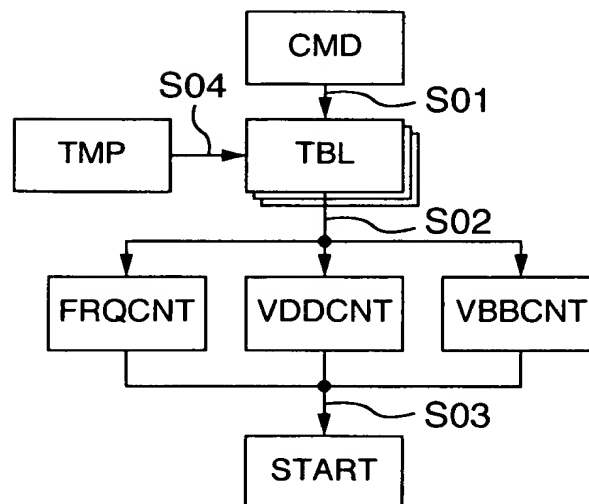 CMD
S04
S01
TMP
TBL
S02
FRQCNT
VDDCNT
VBBCNT
S03
START